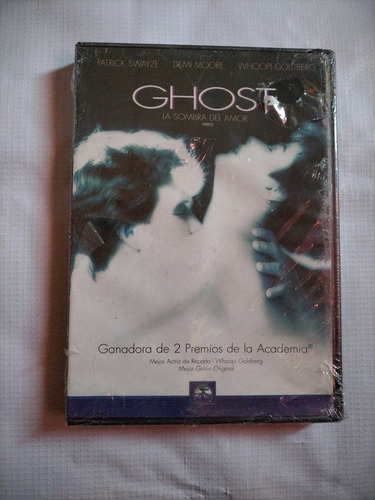 PATRICK SWAYZE DEMI MOORE WHOOPI GOLDBERG
GHOST
LA SOMBRA DEL AMOR
Ganadora de 2 Premios de la Academia®
Mejor Actriz de Reparto - Whoopi Goldberg
Mejor Guión Original